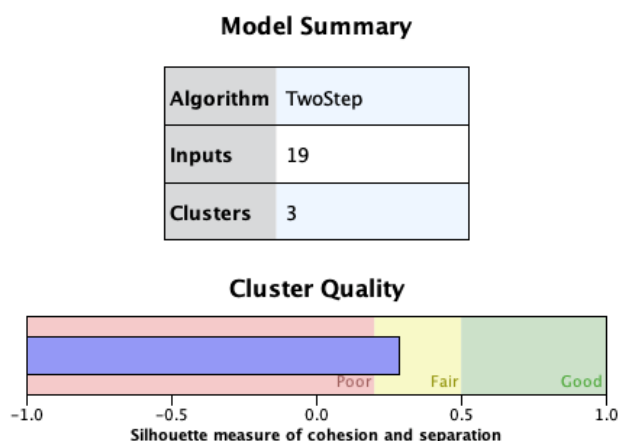 Model Summary
Algorithm TwoStep
Inputs 19
Clusters 3
Cluster Quality
Poor Fair Good
-1.0 -0.5 0.0 0.5 1.0
Silhouette measure of cohesion and separation